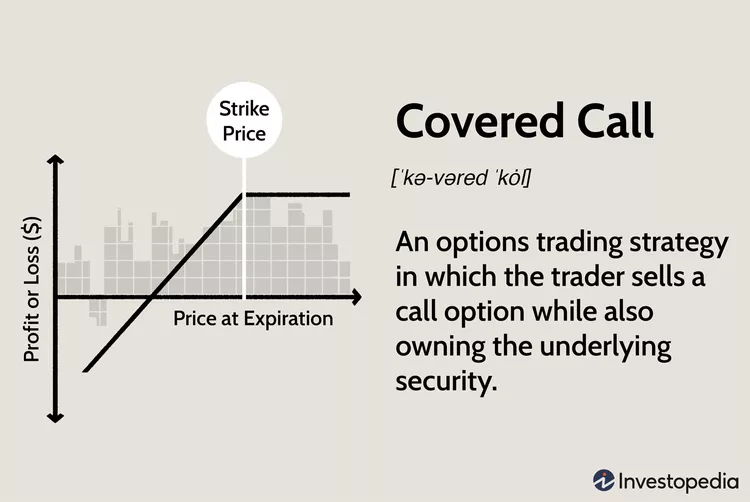 Strike
Price
Covered Call
[ˈkə-vəred ˈkȯl]
An options trading strategy
in which the trader sells a
call option while also
owning the underlying
security.
Profit or Loss ($)
Price at Expiration
Investopedia